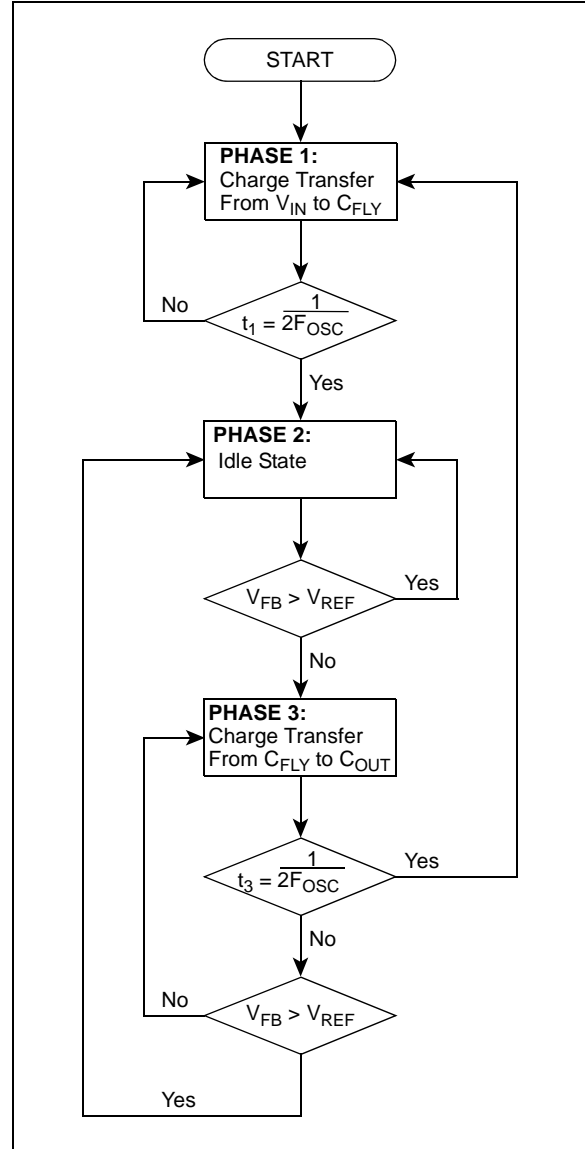 START
PHASE 1:
Charge Transfer
From V_IN to C_FLY
No
t_1 = 1/2F_OSC
Yes
PHASE 2:
Idle State
V_FB > V_REF
Yes
No
PHASE 3:
Charge Transfer
From C_FLY to C_OUT
t_3 = 1/2F_OSC
Yes
No
No
V_FB > V_REF
Yes